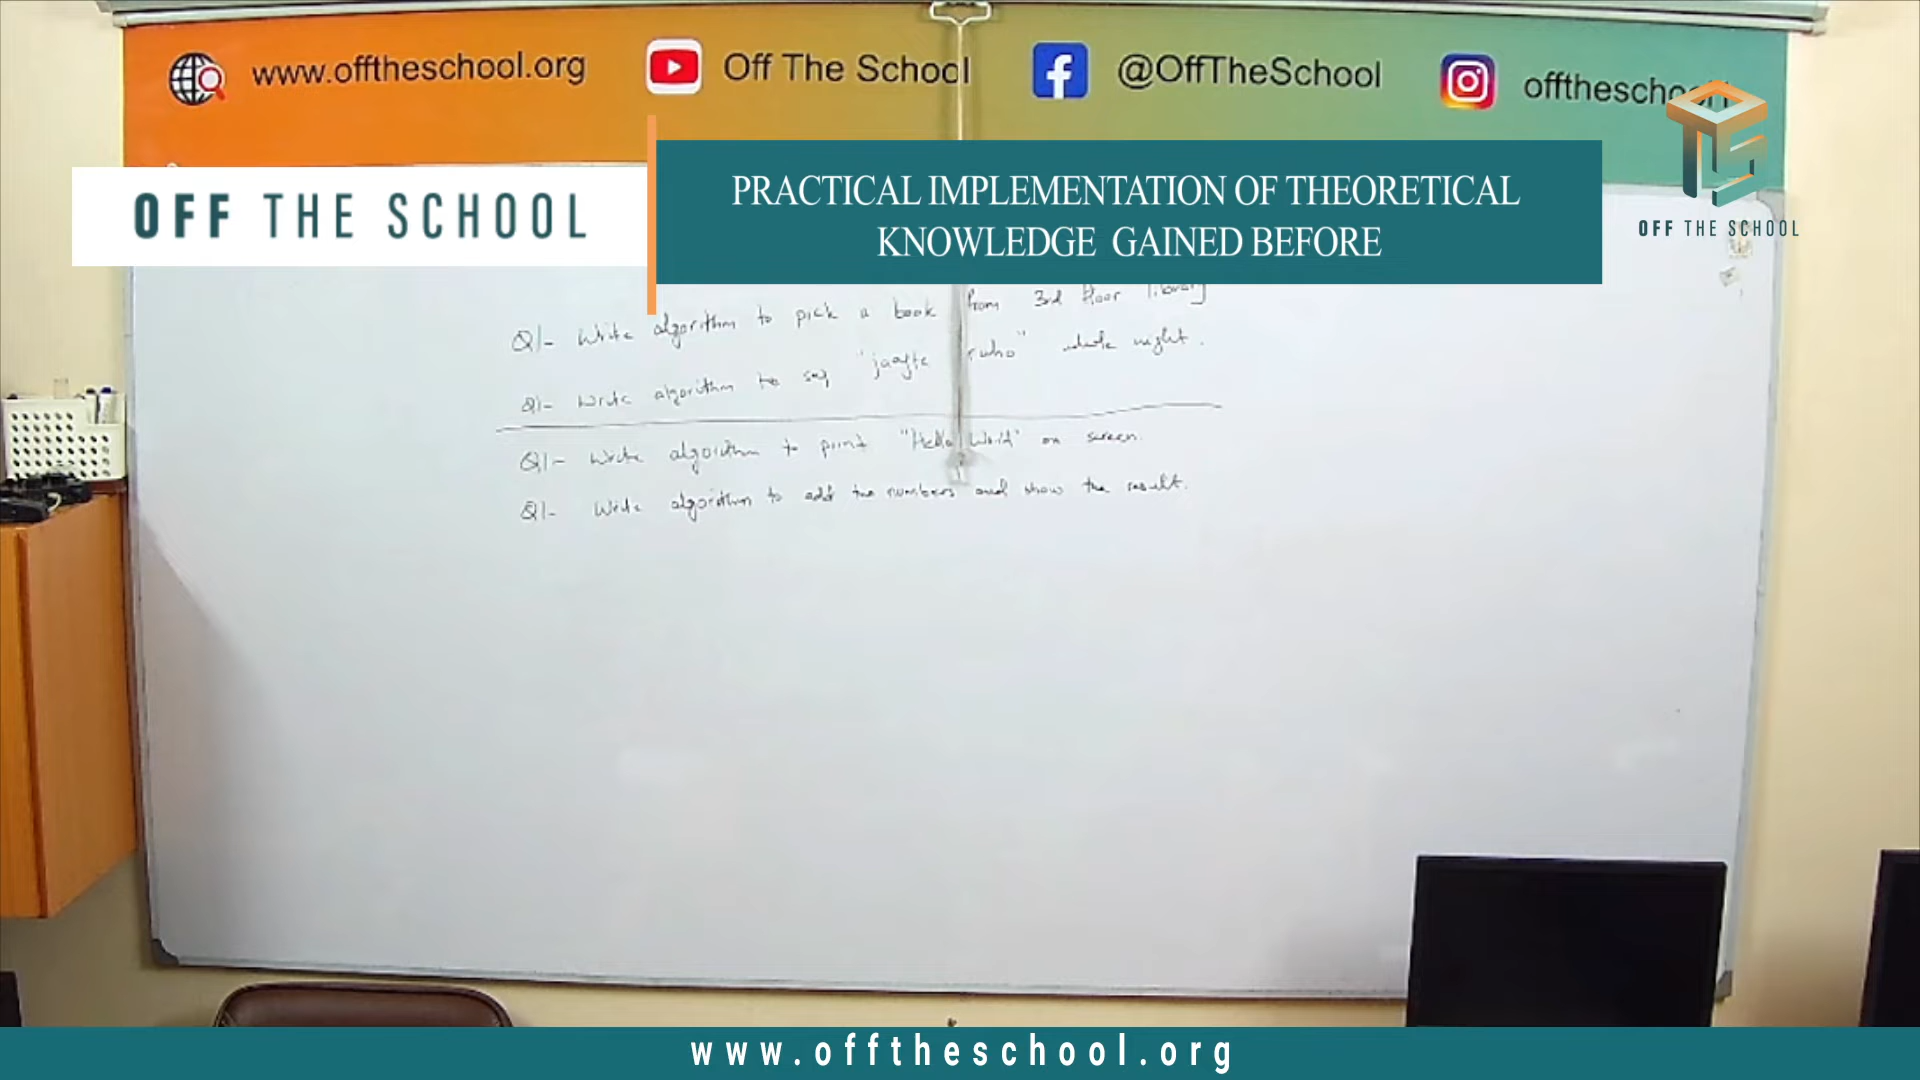 www.offtheschool.org
Off The School
@OffTheSchool
offtheschool
OFF THE SCHOOL
PRACTICAL IMPLEMENTATION OF THEORETICAL
KNOWLEDGE GAINED BEFORE
OFF THE SCHOOL
Q1- Write algorithm to pick a book from 3rd floor library
Q1- Write algorithm to say "jaagte ruho" whole night.
Q1- Write algorithm to print "Hello World" on screen.
Q1- Write algorithm to add two numbers and show the result.
www.offtheschool.org